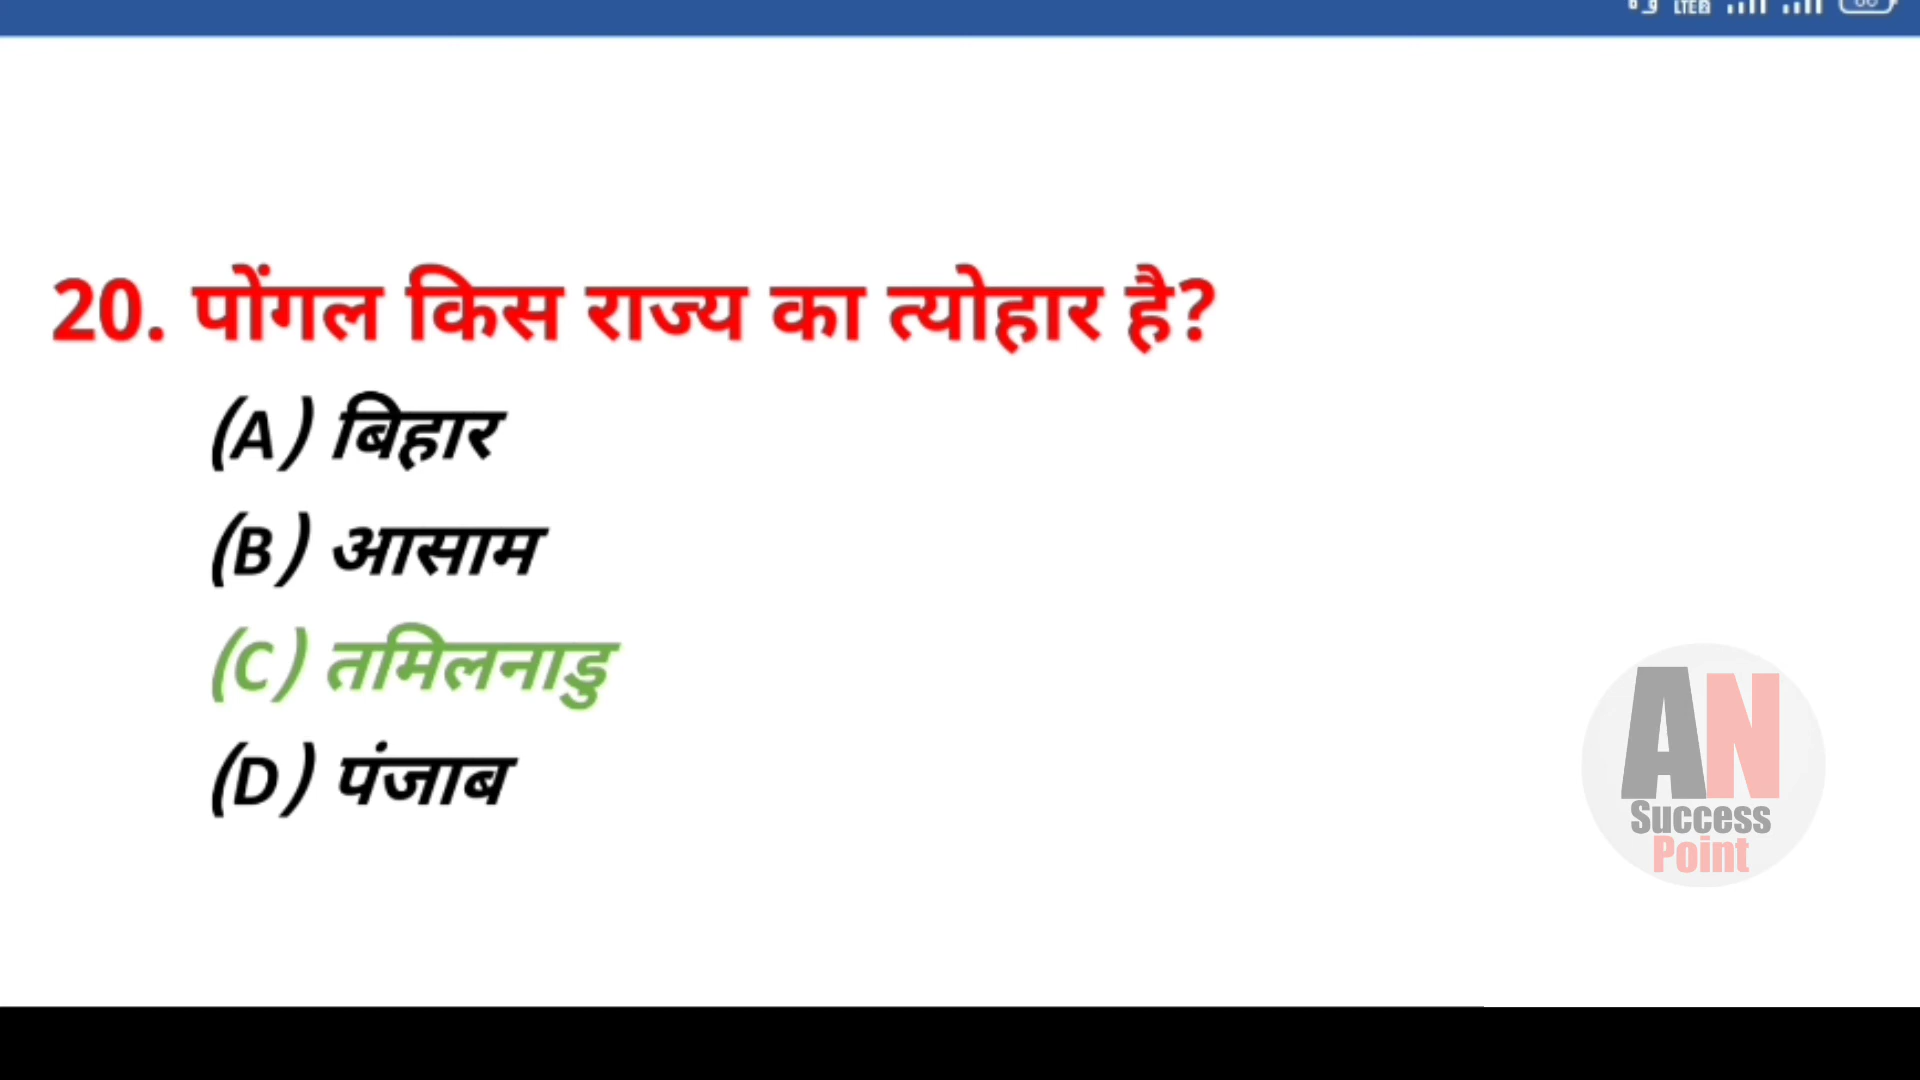 20. पोंगल किस राज्य का त्योहार है?
(A) बिहार
(B) आसाम
(C) तमिलनाडु
(D) पंजाब
AN
Success
Point